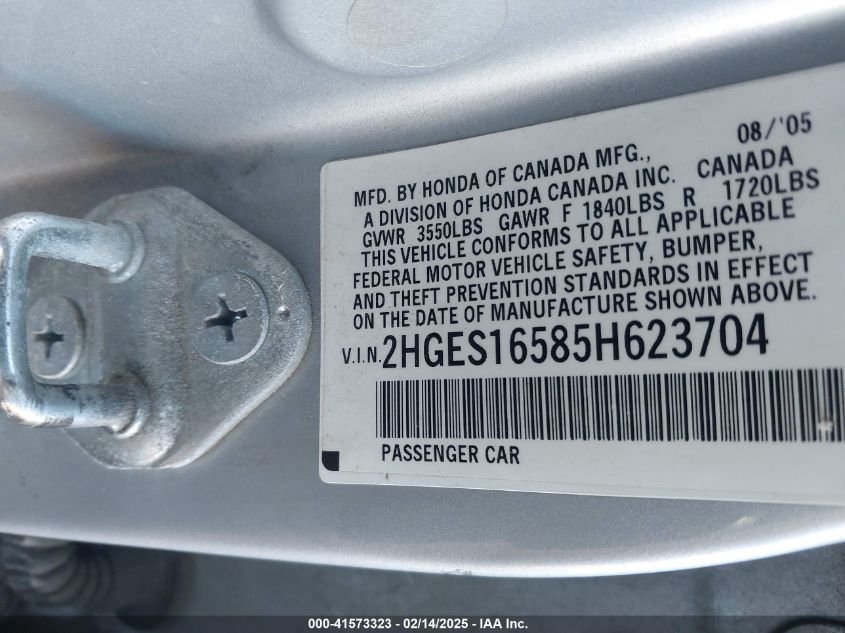 08/'05
MFD. BY HONDA OF CANADA MFG.,
A DIVISION OF HONDA CANADA INC. CANADA
GVWR 3550LBS GAWR F 1840LBS R 1720LBS
THIS VEHICLE CONFORMS TO ALL APPLICABLE
FEDERAL MOTOR VEHICLE SAFETY, BUMPER,
AND THEFT PREVENTION STANDARDS IN EFFECT
ON THE DATE OF MANUFACTURE SHOWN ABOVE.
V.I.N. 2HGES16585H623704
PASSENGER CAR
000-41573323 - 02/14/2025 - IAA Inc.